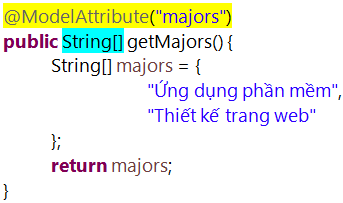 @ModelAttribute("majors")
public String[] getMajors() {
String[] majors = {
"Ứng dụng phần mềm",
"Thiết kế trang web"
};
return majors;
}